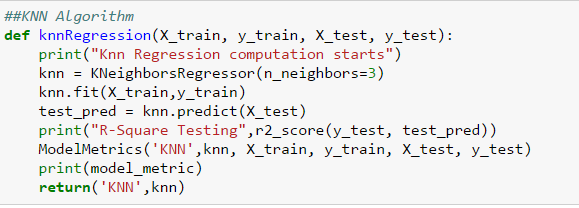 ##KNN Algorithm
def knnRegression(X_train, y_train, X_test, y_test):
    print("Knn Regression computation starts")
    knn = KNeighborsRegressor(n_neighbors=3)
    knn.fit(X_train,y_train)
    test_pred = knn.predict(X_test)
    print("R-Square Testing",r2_score(y_test, test_pred))
    ModelMetrics('KNN',knn, X_train, y_train, X_test, y_test)
    print(model_metric)
    return('KNN',knn)